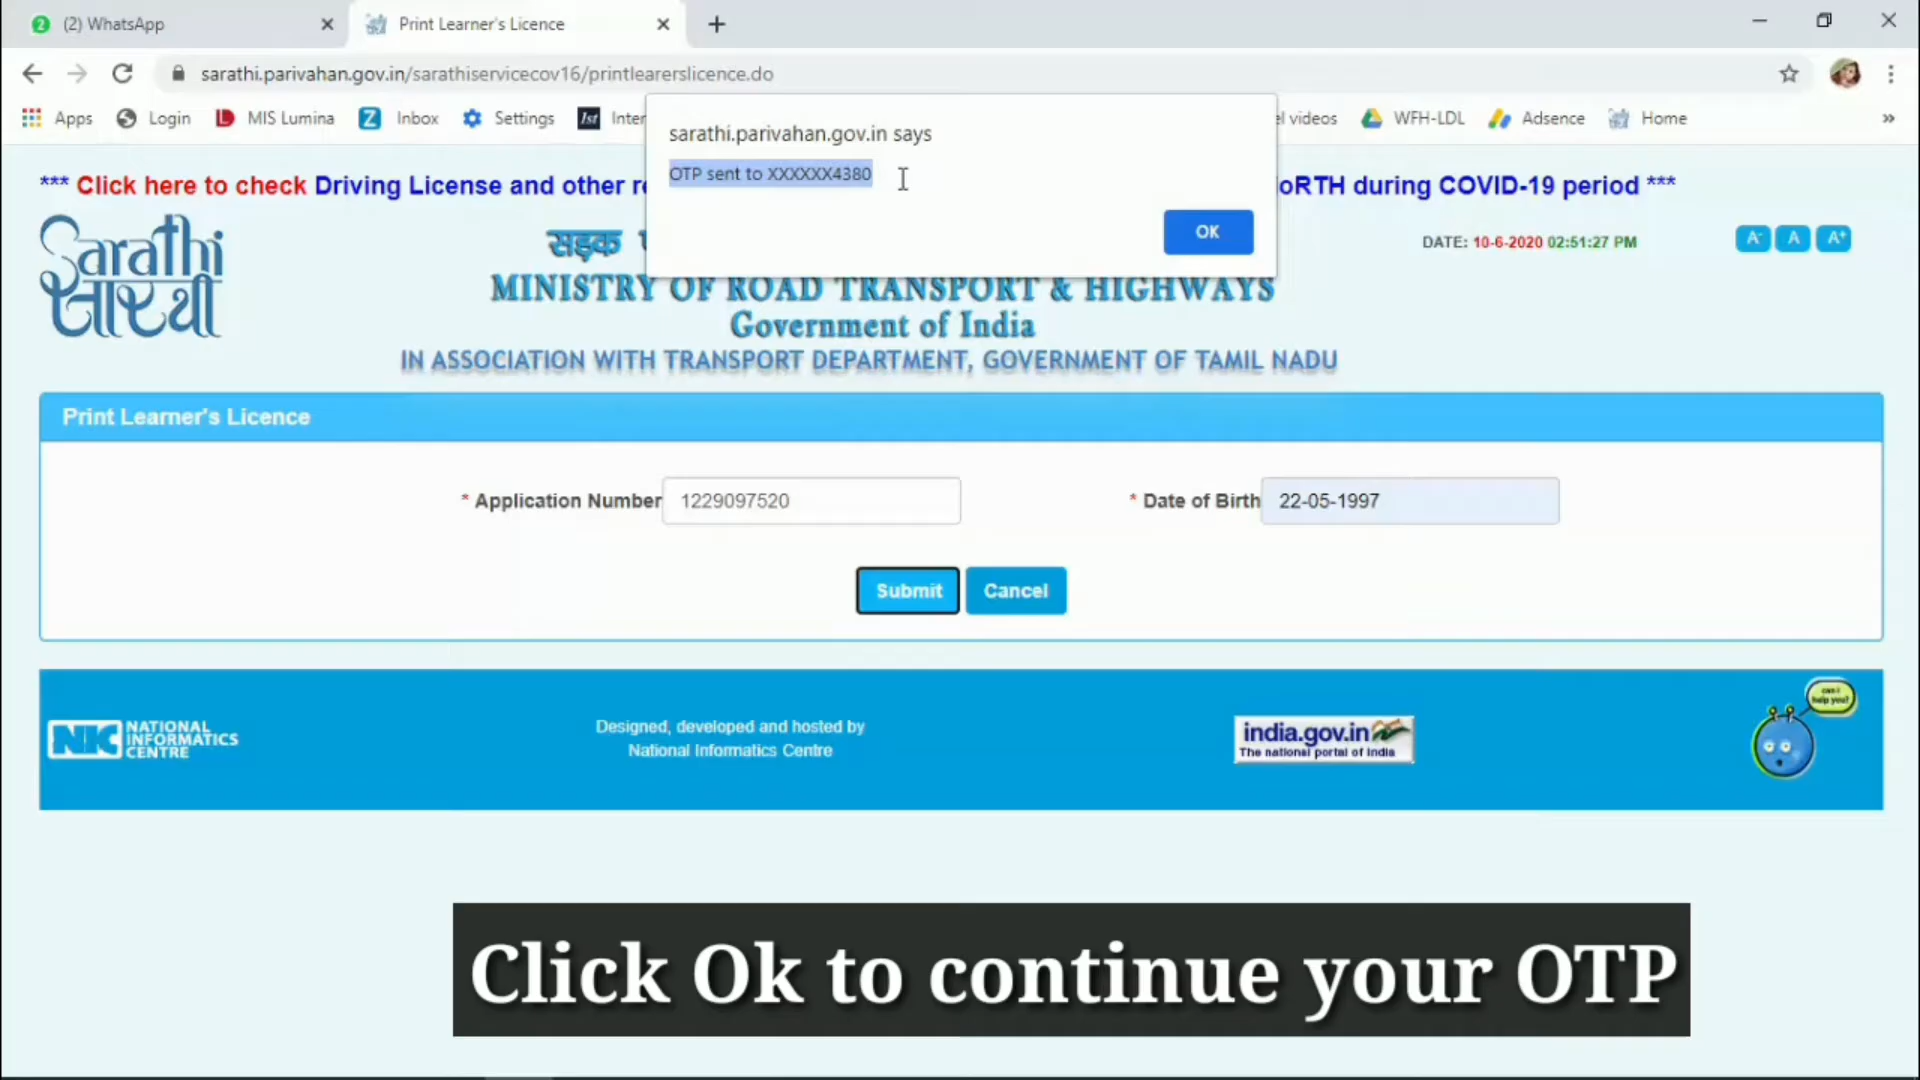 2 (2) WhatsApp
Print Learner's Licence
sarathi.parivahan.gov.in/sarathiservicecov16/printlearerslicence.do
Apps
Login
MIS Lumina
Inbox
Settings
1st
WFH-LDL
Adsence
Home
videos
sarathi.parivahan.gov.in says
OTP sent to XXXXXX4380
OK
*** Click here to check Driving License and other
during COVID-19 period ***
Sarathi
सारथी
सड़क
DATE: 10-6-2020 02:51:27 PM
A- A A+
MINISTRY OF ROAD TRANSPORT & HIGHWAYS
Government of India
IN ASSOCIATION WITH TRANSPORT DEPARTMENT, GOVERNMENT OF TAMIL NADU
Print Learner's Licence
* Application Number 1229097520
* Date of Birth 22-05-1997
Submit
Cancel
NIC NATIONAL
INFORMATICS
CENTRE
Designed, developed and hosted by
National Informatics Centre
india.gov.in
The national portal of India
can i
help you?
Click Ok to continue your OTP